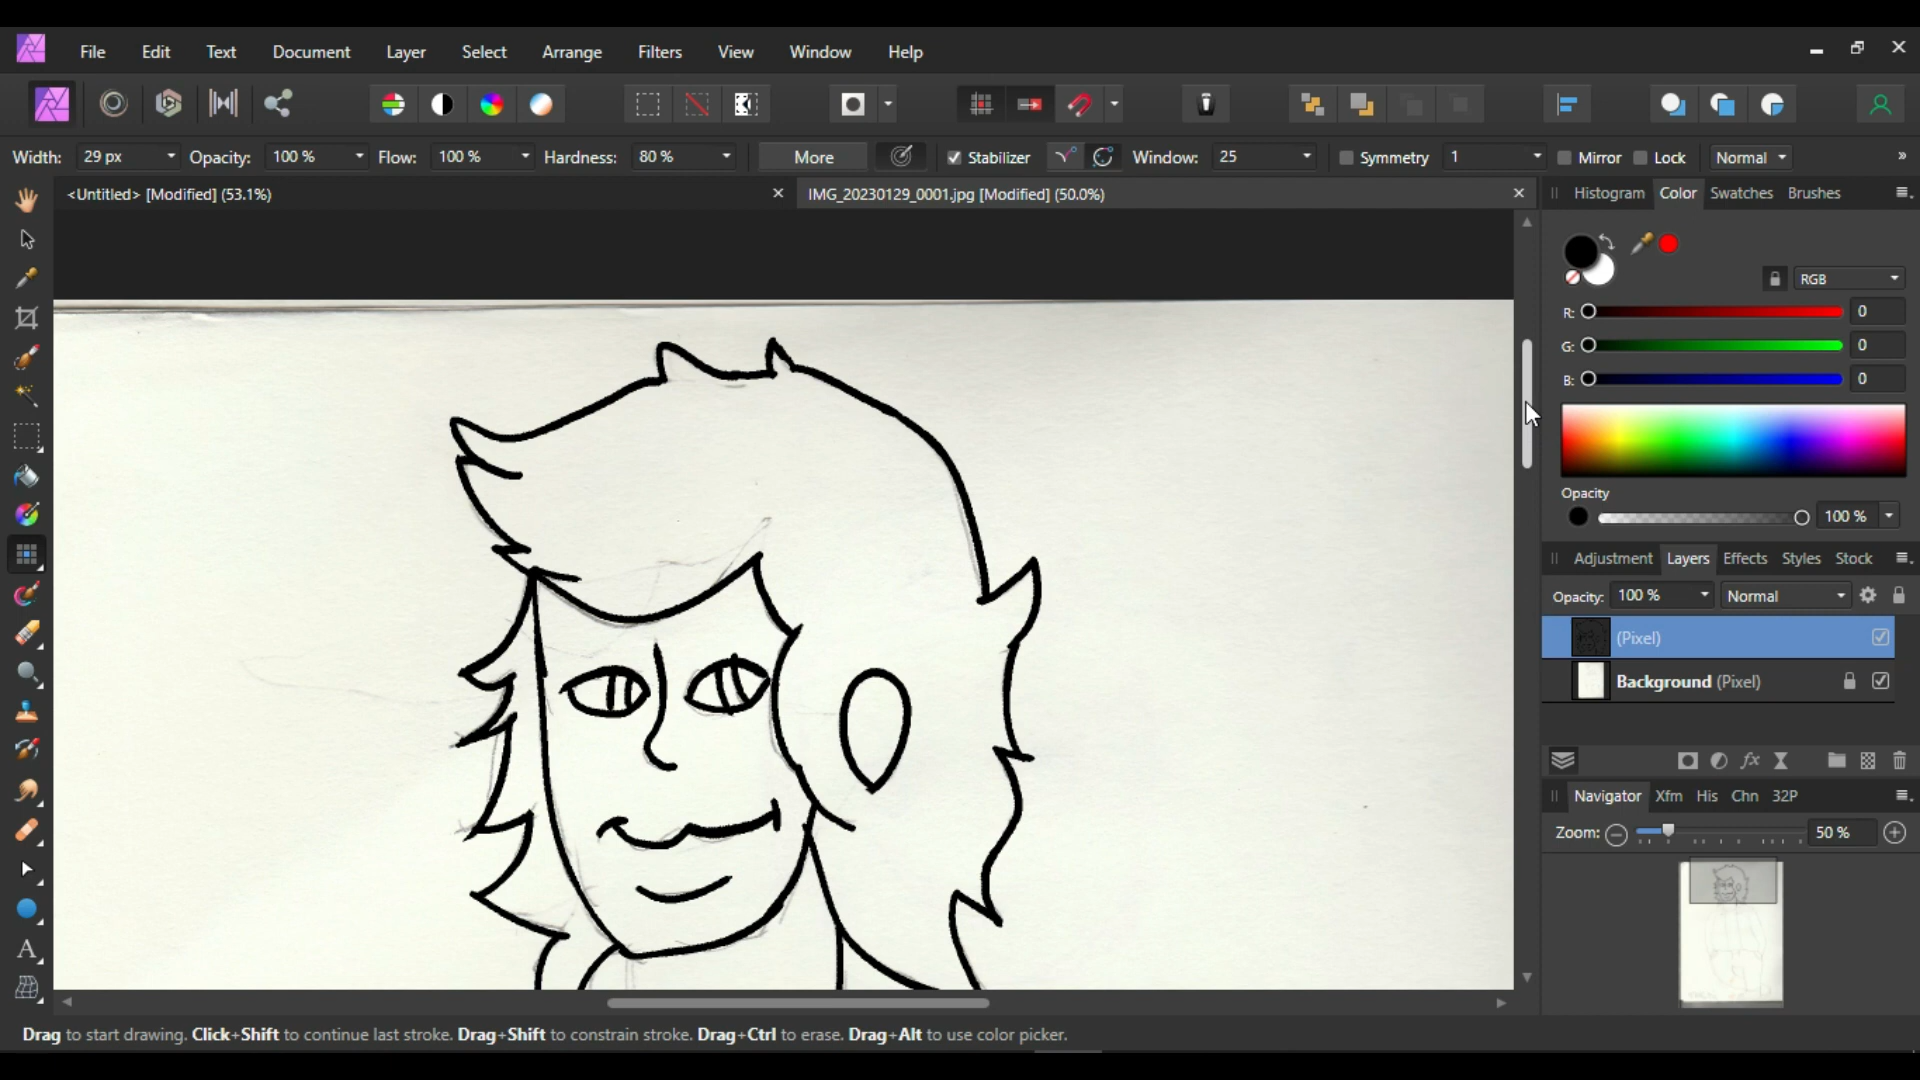 File Edit Text Document Layer Select Arrange Filters View Window Help
Width: 29 px Opacity: 100 % Flow: 100 % Hardness: 80 % More Stabilizer Window: 25 Symmetry 1 Mirror Lock Normal »
<Untitled> [Modified] (53.1%) IMG_20230129_0001.jpg [Modified] (50.0%)
Histogram Color Swatches Brushes
RGB
R: 0
G: 0
B: 0
Opacity
100 %
Adjustment Layers Effects Styles Stock
Opacity: 100 % Normal
(Pixel)
Background (Pixel)
fx
Navigator Xfm His Chn 32P
Zoom: 50 %
A
Drag to start drawing. Click+Shift to continue last stroke. Drag+Shift to constrain stroke. Drag+Ctrl to erase. Drag+Alt to use color picker.